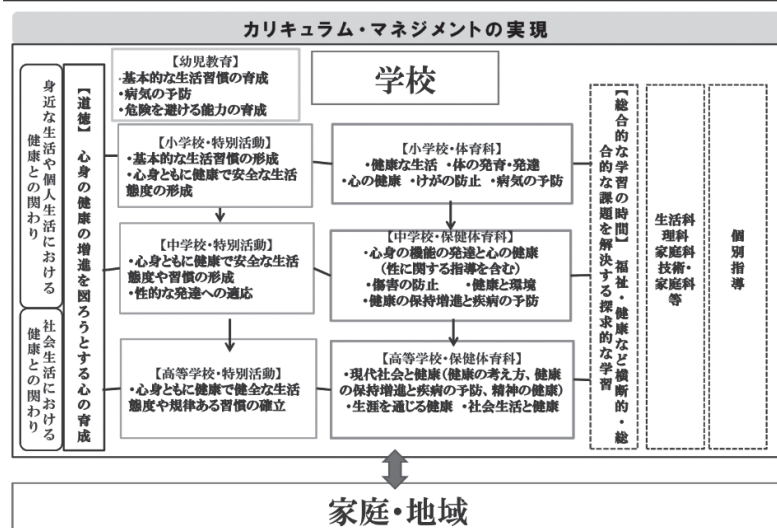 カリキュラム・マネジメントの実現
学校
身近な生活や個人生活における
健康との関わり
社会生活における
健康との関わり
【道徳】 心身の健康の増進を図ろうとする心の育成
【幼児教育】
・基本的な生活習慣の育成
・病気の予防
・危険を避ける能力の育成
【小学校・特別活動】
・基本的な生活習慣の形成
・心身ともに健康で安全な生活
態度の形成
【小学校・体育科】
・健康な生活 ・体の発育・発達
・心の健康 ・けがの防止 ・病気の予防
【中学校・特別活動】
・心身ともに健康で安全な生活
態度や習慣の形成
・性的な発達への適応
【中学校・保健体育科】
・心身の機能の発達と心の健康
(性に関する指導を含む)
・傷害の防止 ・健康と環境
・健康の保持増進と疾病の予防
【高等学校・特別活動】
・心身ともに健康で健全な生活
態度や規律ある習慣の確立
【高等学校・保健体育科】
・現代社会と健康(健康の考え方、健康
の保持増進と疾病の予防、精神の健康)
・生涯を通じる健康 ・社会生活と健康
【総合的な学習の時間】 福祉・健康など横断的・総
合的な課題を解決する探求的な学習
生活科
理科
家庭科
技術・
家庭科
等
個別指導
家庭・地域